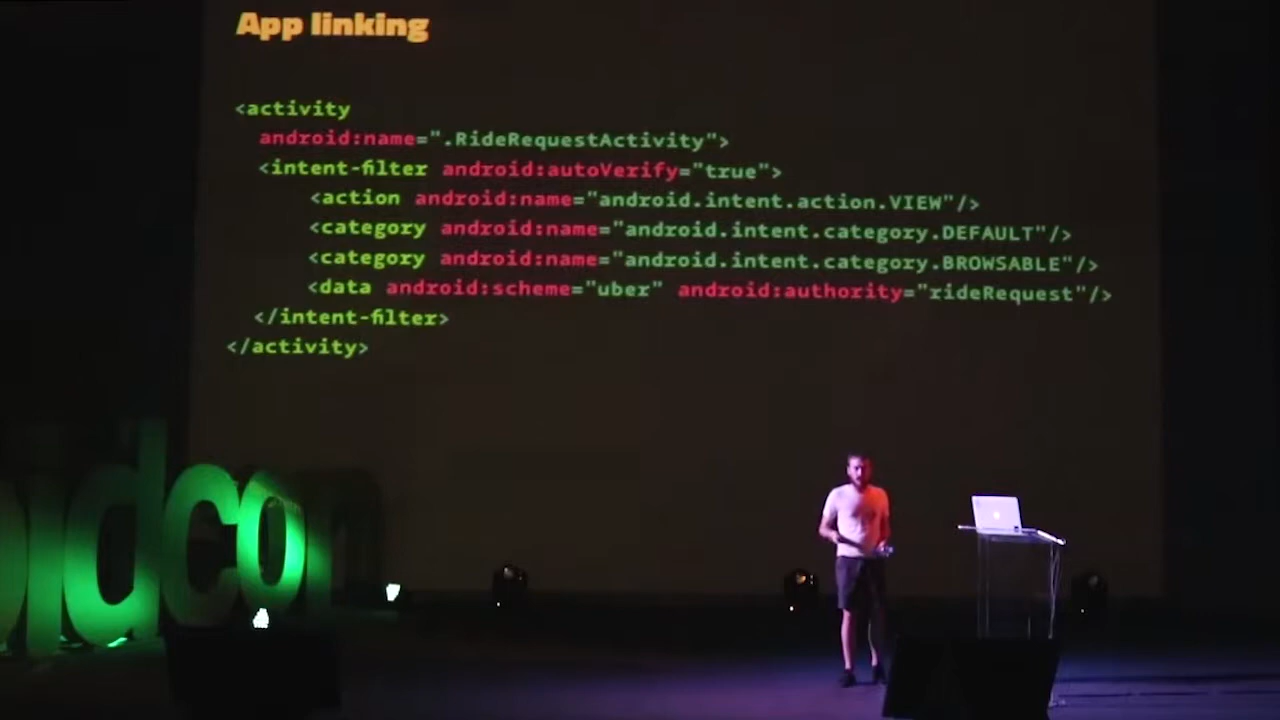 App linking
<activity
android:name=".RideRequestActivity">
<intent-filter android:autoVerify="true">
<action android:name="android.intent.action.VIEW"/>
<category android:name="android.intent.category.DEFAULT"/>
<category android:name="android.intent.category.BROWSABLE"/>
<data android:scheme="uber" android:authority="rideRequest"/>
</intent-filter>
</activity>
oidcon